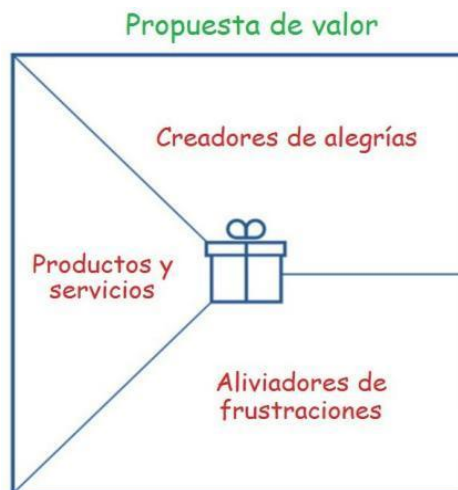 Propuesta de valor
Creadores de alegrías
Productos y
servicios
Aliviadores de
frustraciones